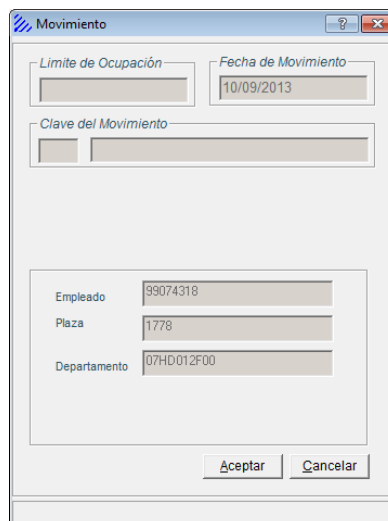 Movimiento
Limite de Ocupación
Fecha de Movimiento
10/09/2013
Clave del Movimiento
Empleado 99074318
Plaza 1778
Departamento 07HD012F00
Aceptar Cancelar